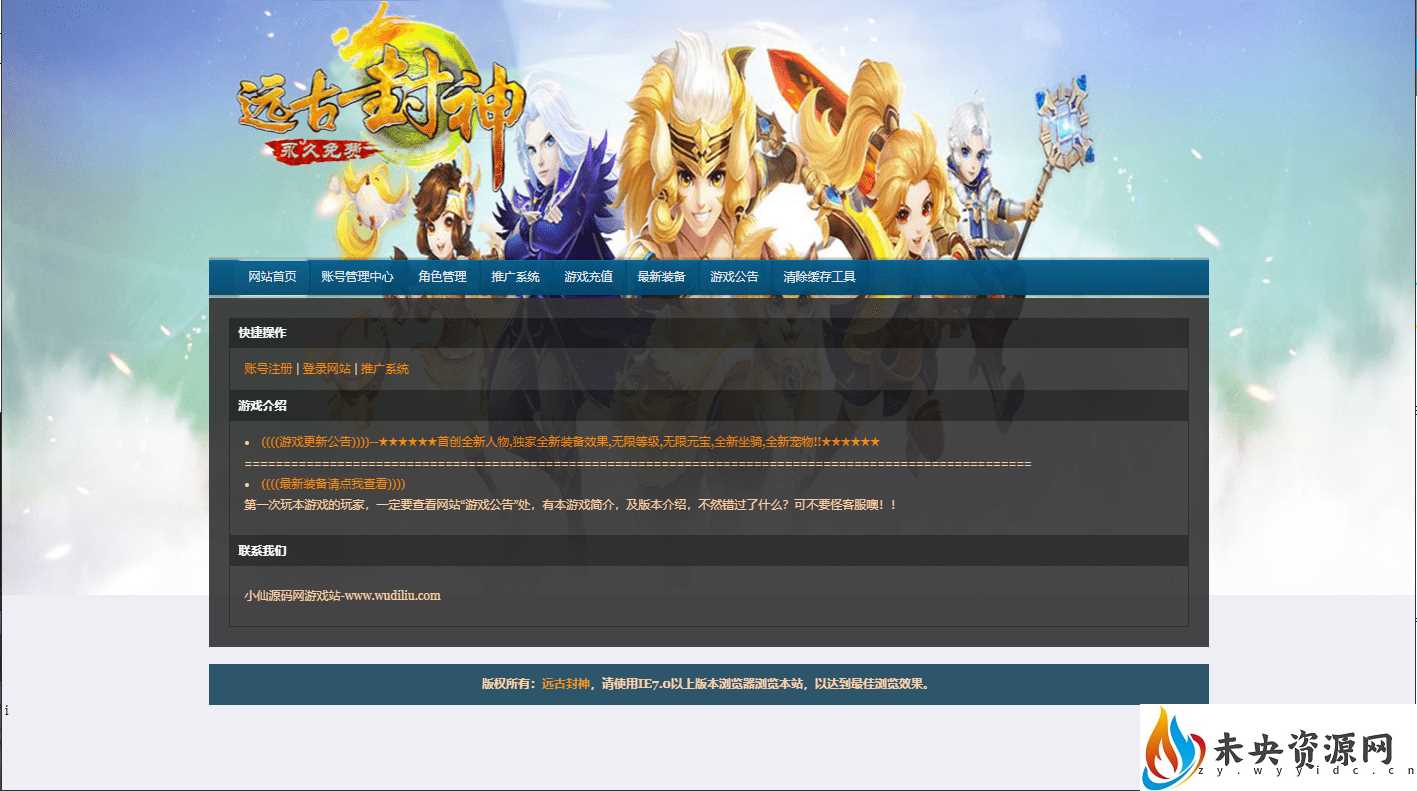 远古封神
永久免费
网站首页 账号管理中心 角色管理 推广系统 游戏充值 最新装备 游戏公告 清除缓存工具
快捷操作
账号注册 | 登录网站 | 推广系统
游戏介绍
• ((((游戏更新公告))))--★★★★★★首创全新人物,独家全新装备效果,无限等级,无限元宝,全新坐骑,全新宠物!!★★★★★★
=====================================================================================================
• ((((最新装备请点我查看))))
第一次玩本游戏的玩家，一定要查看网站“游戏公告”处，有本游戏简介，及版本介绍，不然错过了什么？可不要怪客服噢！！
联系我们
小仙源码网游戏站-www.wudiliu.com
版权所有：远古封神，请使用IE7.0以上版本浏览器浏览本站，以达到最佳浏览效果。
i
未央资源网
zy.wyyidc.cn